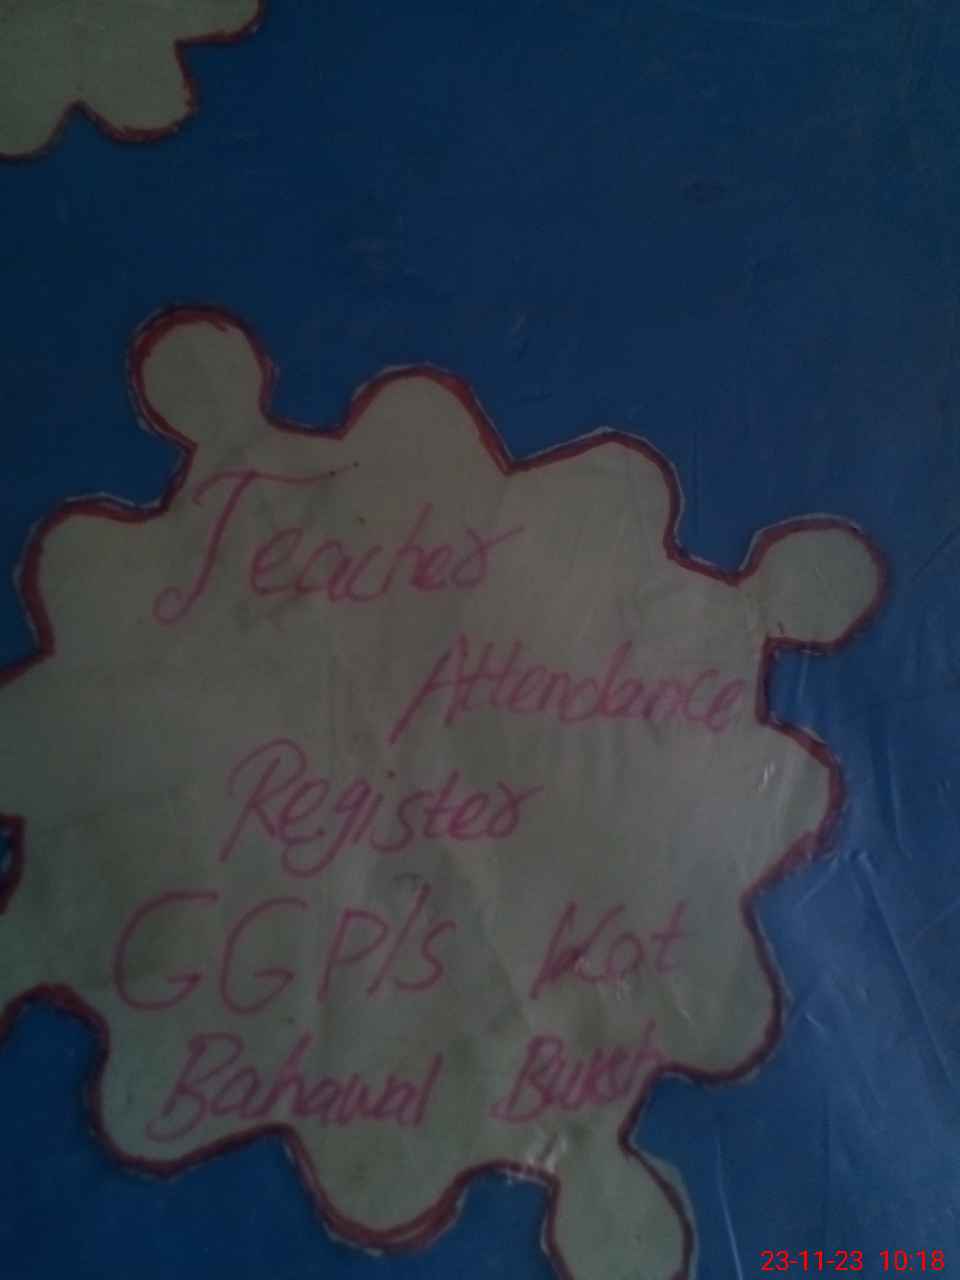 Teacher
Attendance
Register
GGP/S Kot
Bahawal Buksh
23-11-23 10:18